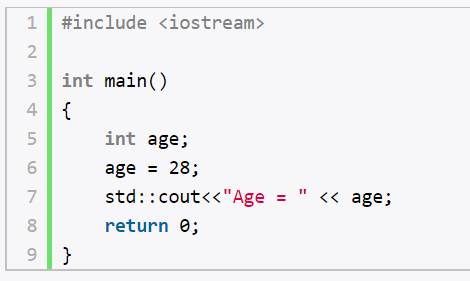 1 #include <iostream>
2
3 int main()
4 {
5     int age;
6     age = 28;
7     std::cout<<"Age = " << age;
8     return 0;
9 }